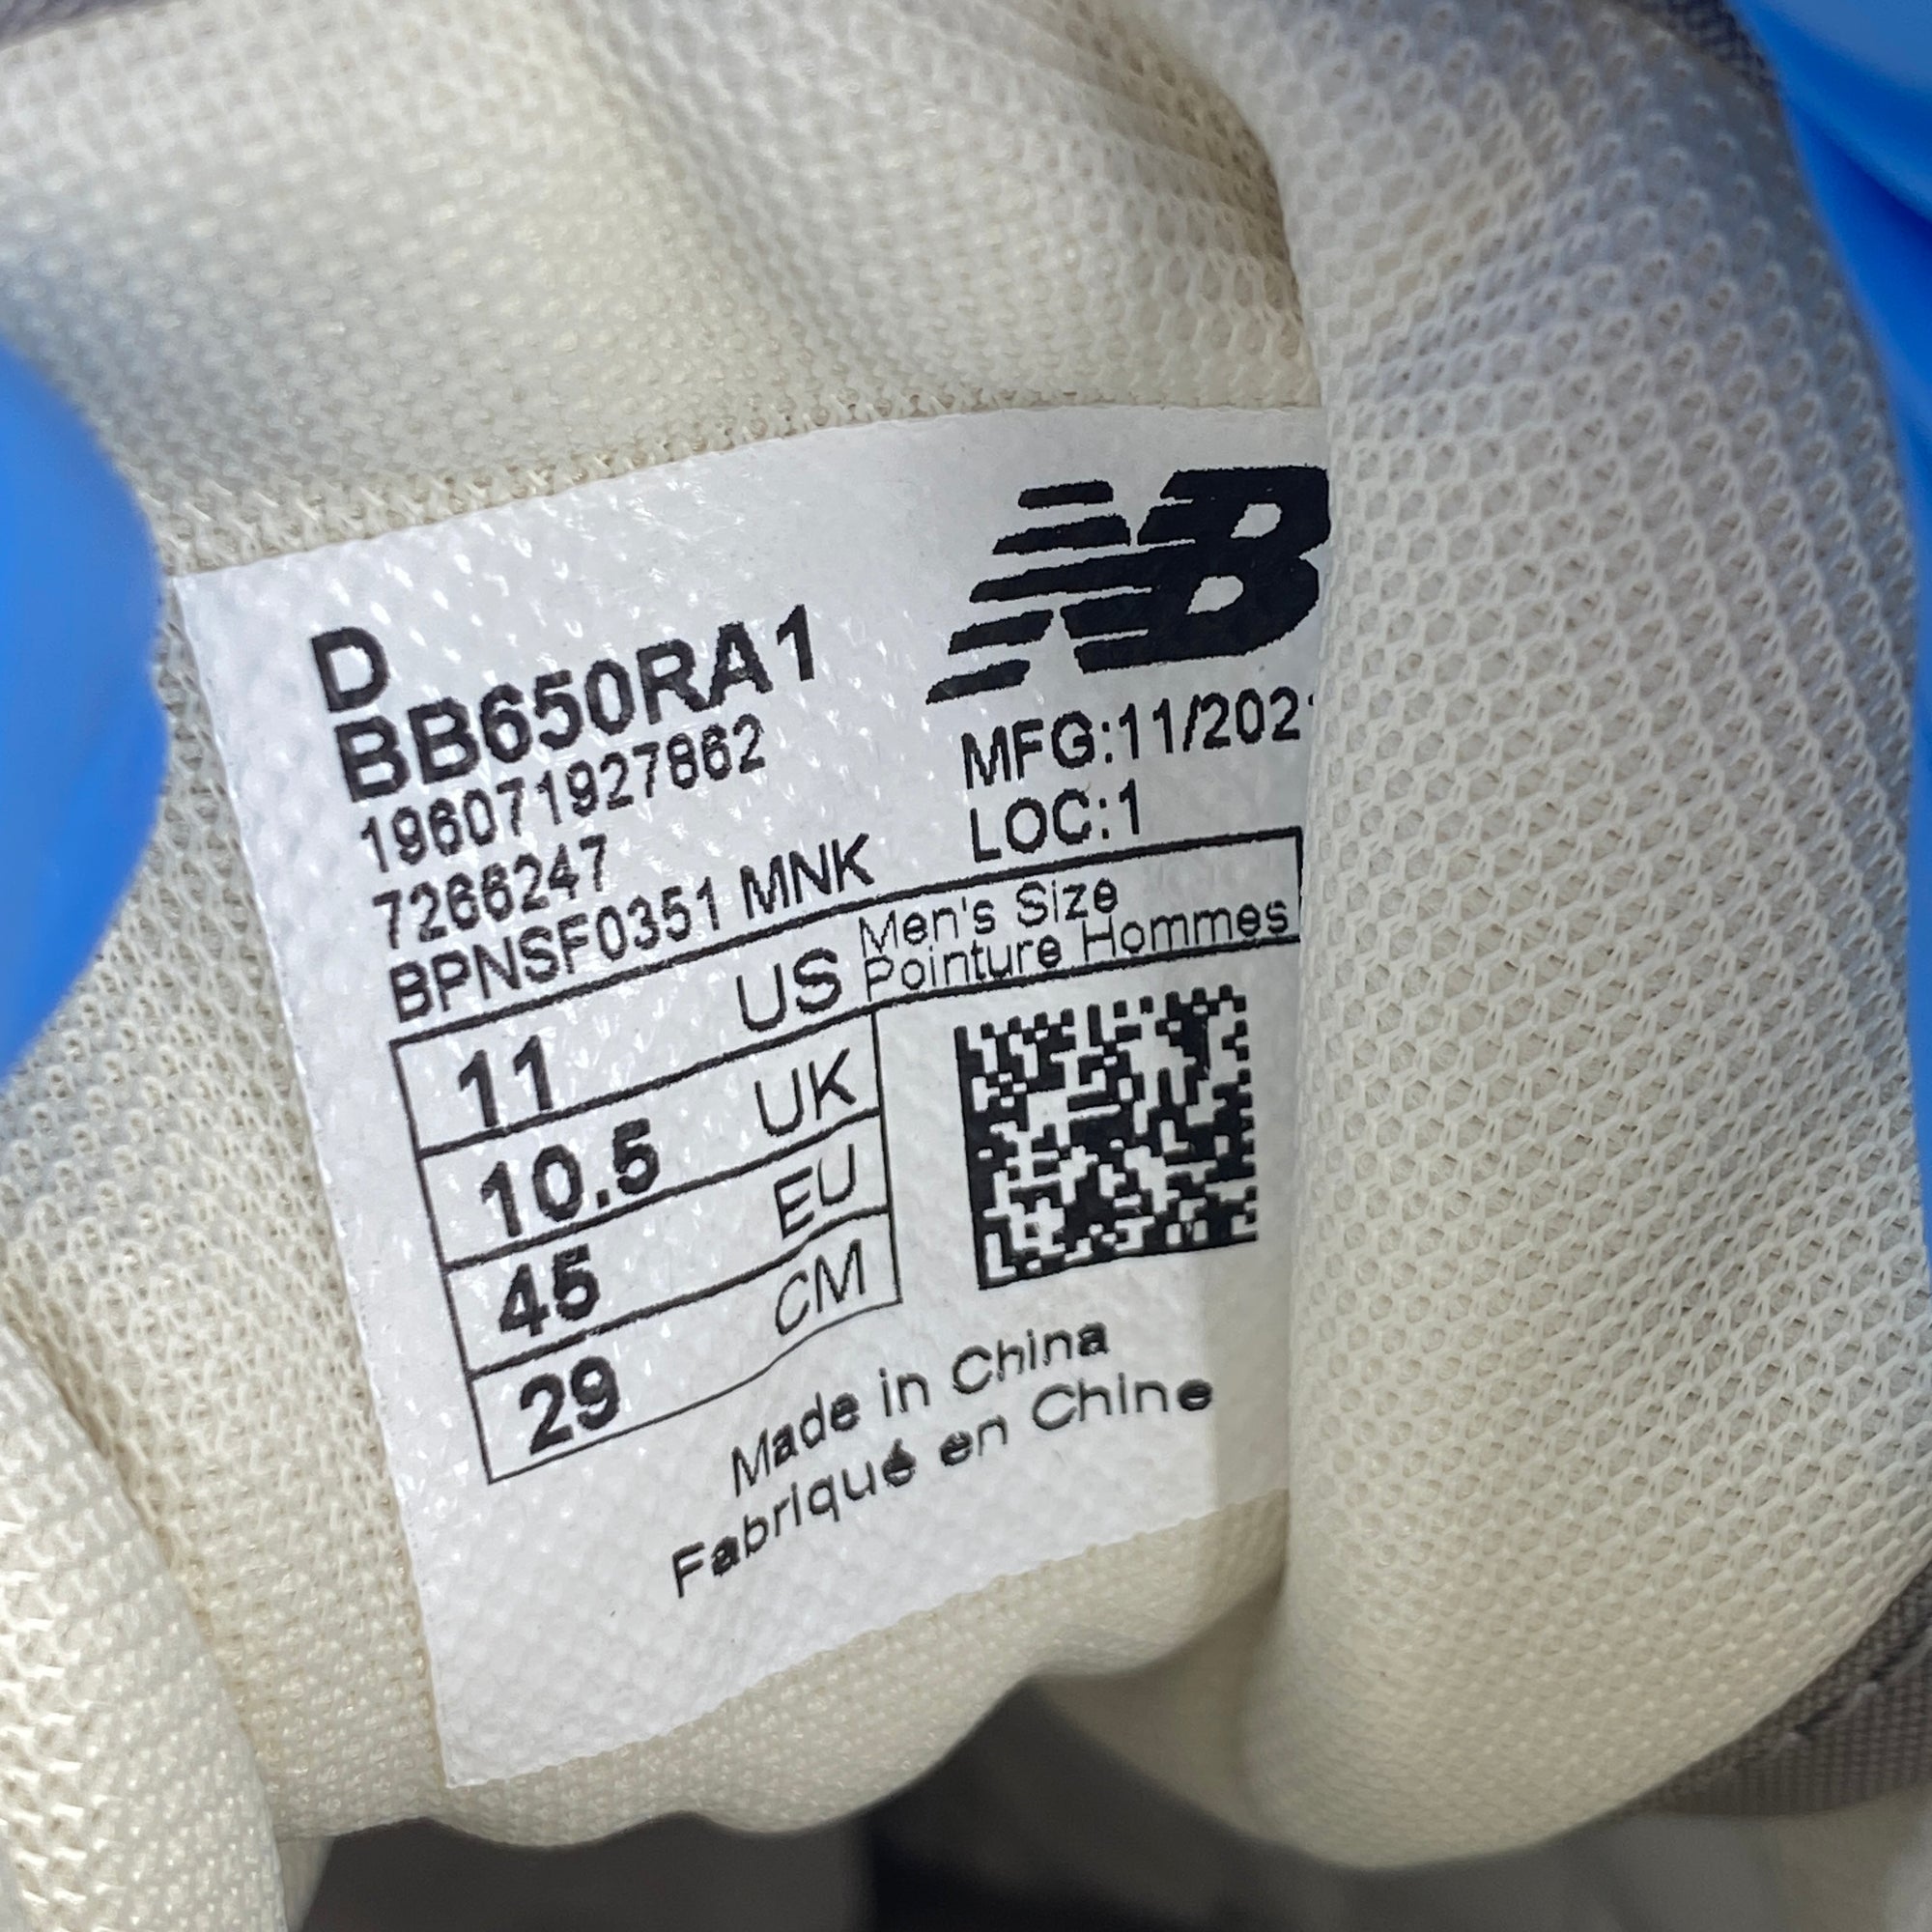 NB
D
BB650RA1
196071927862
7266247
BPNSF0351 MNK
MFG:11/2021
LOC:1
11 US Men's Size
Pointure Hommes
10.5 UK
45 EU
29 CM
Made in China
Fabriqué en Chine